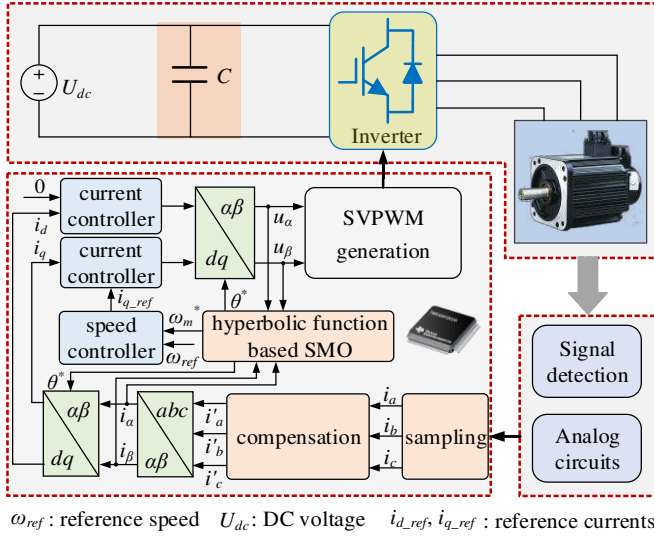 U_dc
C
Inverter
0
i_d
i_q
current controller
current controller
αβ
dq
u_α
u_β
SVPWM generation
i_q_ref
ω_m*
θ*
speed controller
ω_ref
hyperbolic function based SMO
Signal detection
Analog circuits
θ*
αβ
dq
i_α
i_β
abc
αβ
i'_a
i'_b
i'_c
compensation
i_a
i_b
i_c
sampling
ω_ref : reference speed U_dc: DC voltage i_d_ref, i_q_ref : reference currents